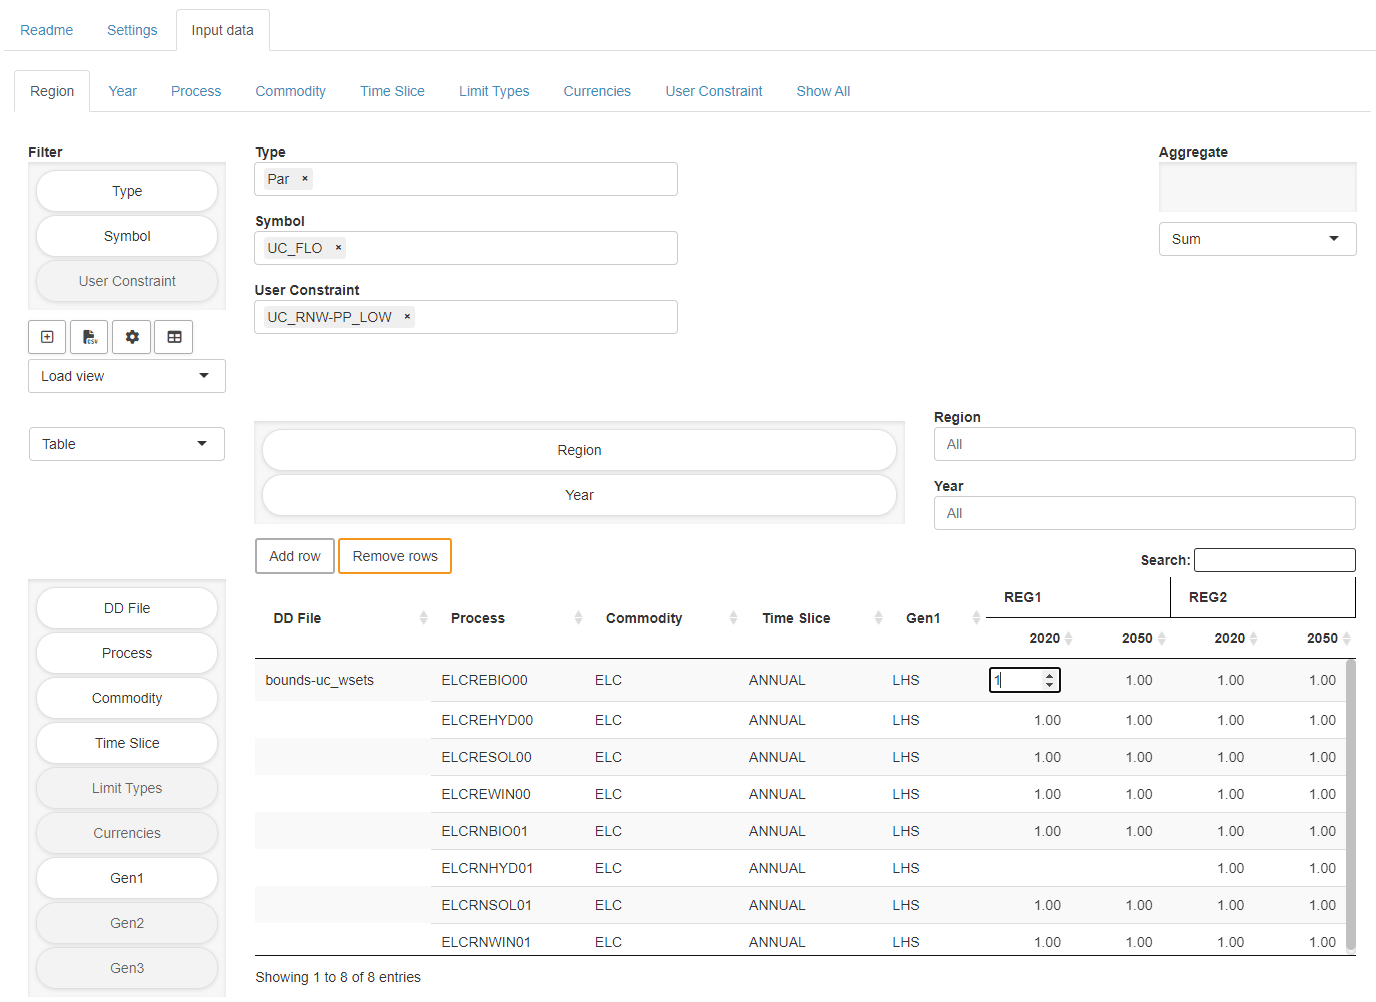 Readme Settings Input data
Region Year Process Commodity Time Slice Limit Types Currencies User Constraint Show All
Filter
Type
Symbol
User Constraint
CSV
Load view
Type
Par ×
Symbol
UC_FLO ×
User Constraint
UC_RNW-PP_LOW ×
Aggregate
Sum
Table
Region
Year
Region
All
Year
All
Add row Remove rows
Search:
DD File
Process
Commodity
Time Slice
Limit Types
Currencies
Gen1
Gen2
Gen3
REG1 REG2
DD File Process Commodity Time Slice Gen1
2020 2050 2020 2050
bounds-uc_wsets ELCREBIO00 ELC ANNUAL LHS 1 1.00 1.00 1.00
ELCREHYD00 ELC ANNUAL LHS 1.00 1.00 1.00 1.00
ELCRESOL00 ELC ANNUAL LHS 1.00 1.00 1.00 1.00
ELCREWIN00 ELC ANNUAL LHS 1.00 1.00 1.00 1.00
ELCRNBIO01 ELC ANNUAL LHS 1.00 1.00 1.00 1.00
ELCRNHYD01 ELC ANNUAL LHS 1.00 1.00
ELCRNSOL01 ELC ANNUAL LHS 1.00 1.00 1.00 1.00
ELCRNWIN01 ELC ANNUAL LHS 1.00 1.00 1.00 1.00
Showing 1 to 8 of 8 entries